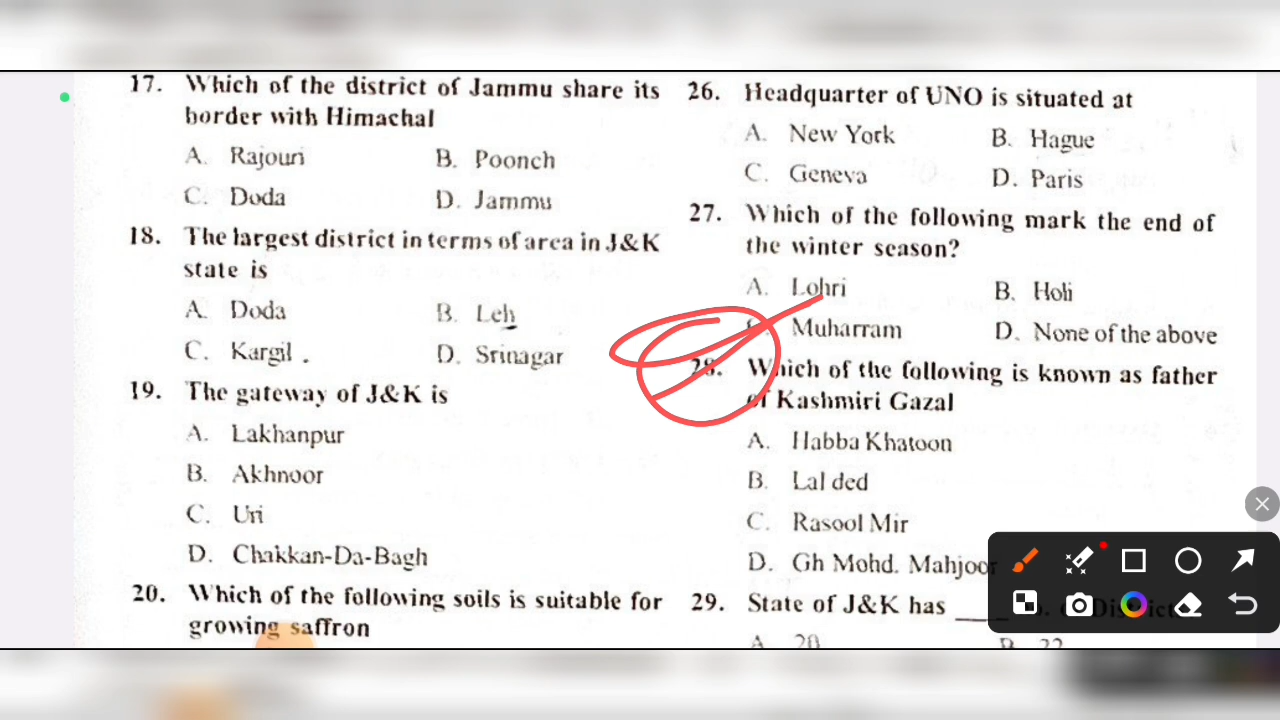 17. Which of the district of Jammu share its
border with Himachal
A. Rajouri B. Poonch
C. Doda D. Jammu
18. The largest district in terms of area in J&K
state is
A. Doda B. Leh
C. Kargil . D. Srinagar
19. The gateway of J&K is
A. Lakhanpur
B. Akhnoor
C. Uri
D. Chakkan-Da-Bagh
20. Which of the following soils is suitable for
growing saffron
26. Headquarter of UNO is situated at
A. New York B. Hague
C. Geneva D. Paris
27. Which of the following mark the end of
the winter season?
A. Lohri B. Holi
Muharram D. None of the above
28. Which of the following is known as father
of Kashmiri Gazal
A. Habba Khatoon
B. Lal ded
C. Rasool Mir
D. Gh Mohd. Mahjoor
29. State of J&K has ____
A. 20 B. 22